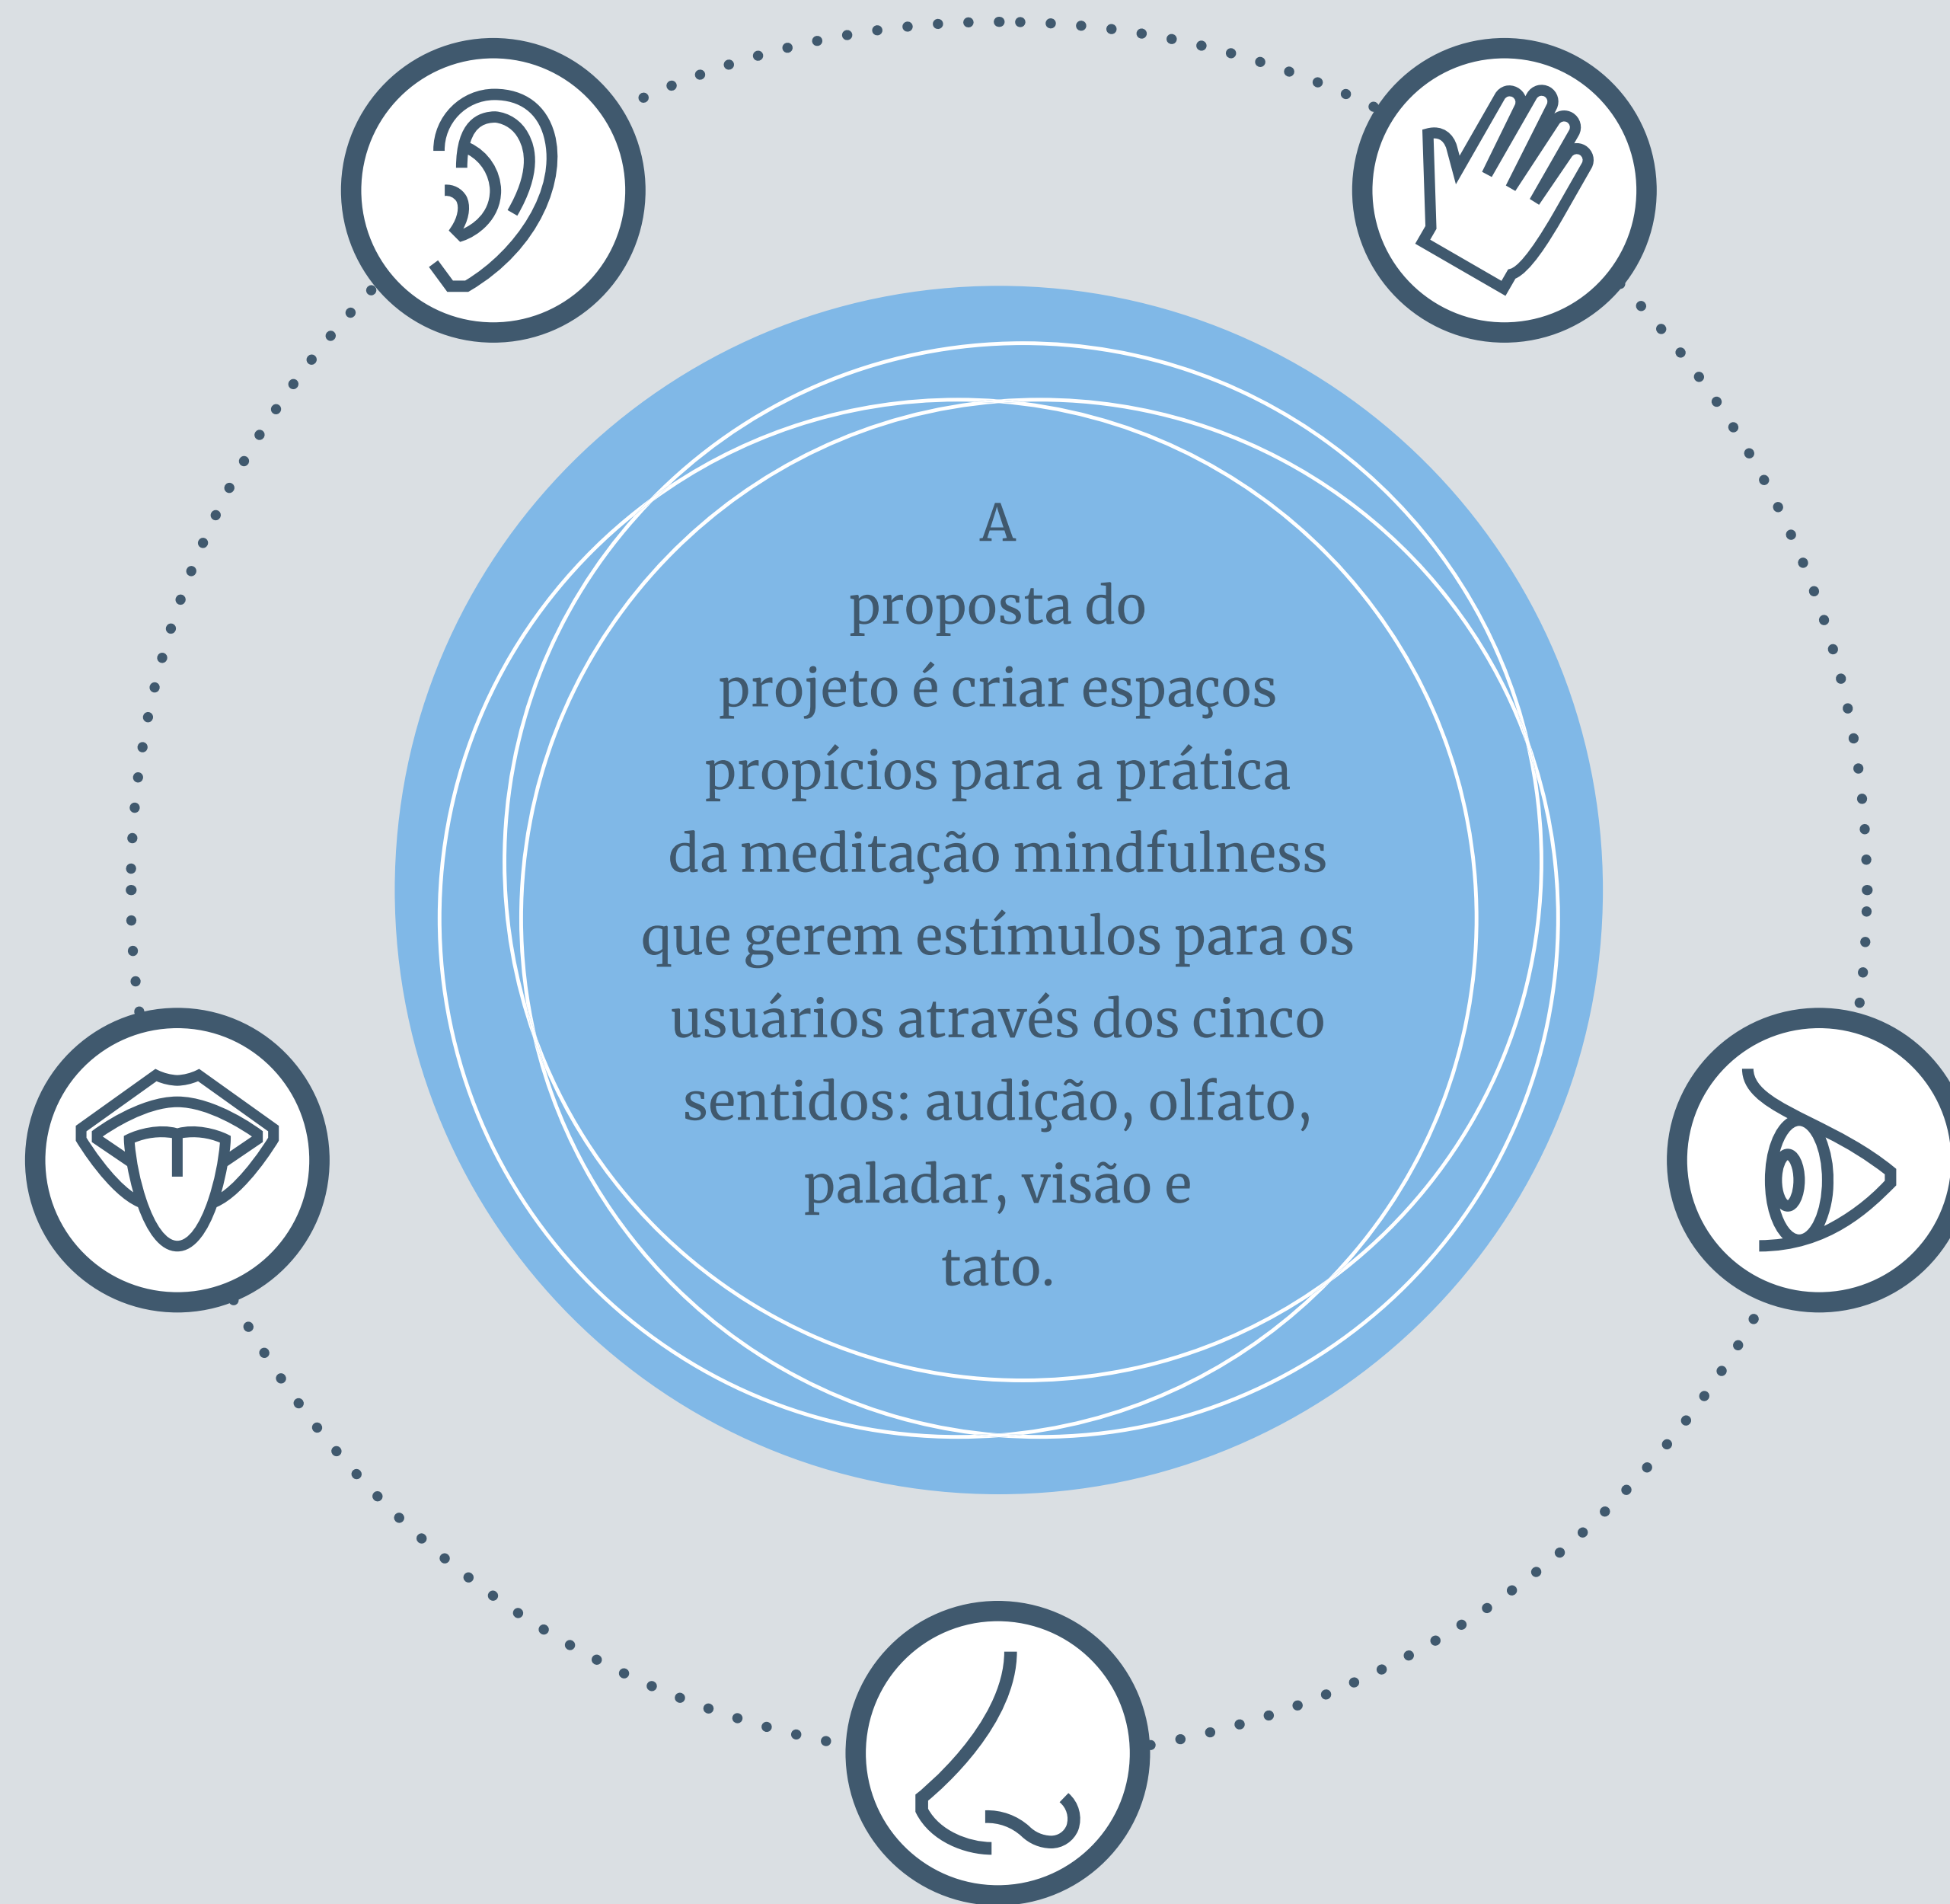 A
proposta do
projeto é criar espaços
propícios para a prática
da meditação mindfulness
que gerem estímulos para os
usuários através dos cinco
sentidos: audição, olfato,
paladar, visão e
tato.